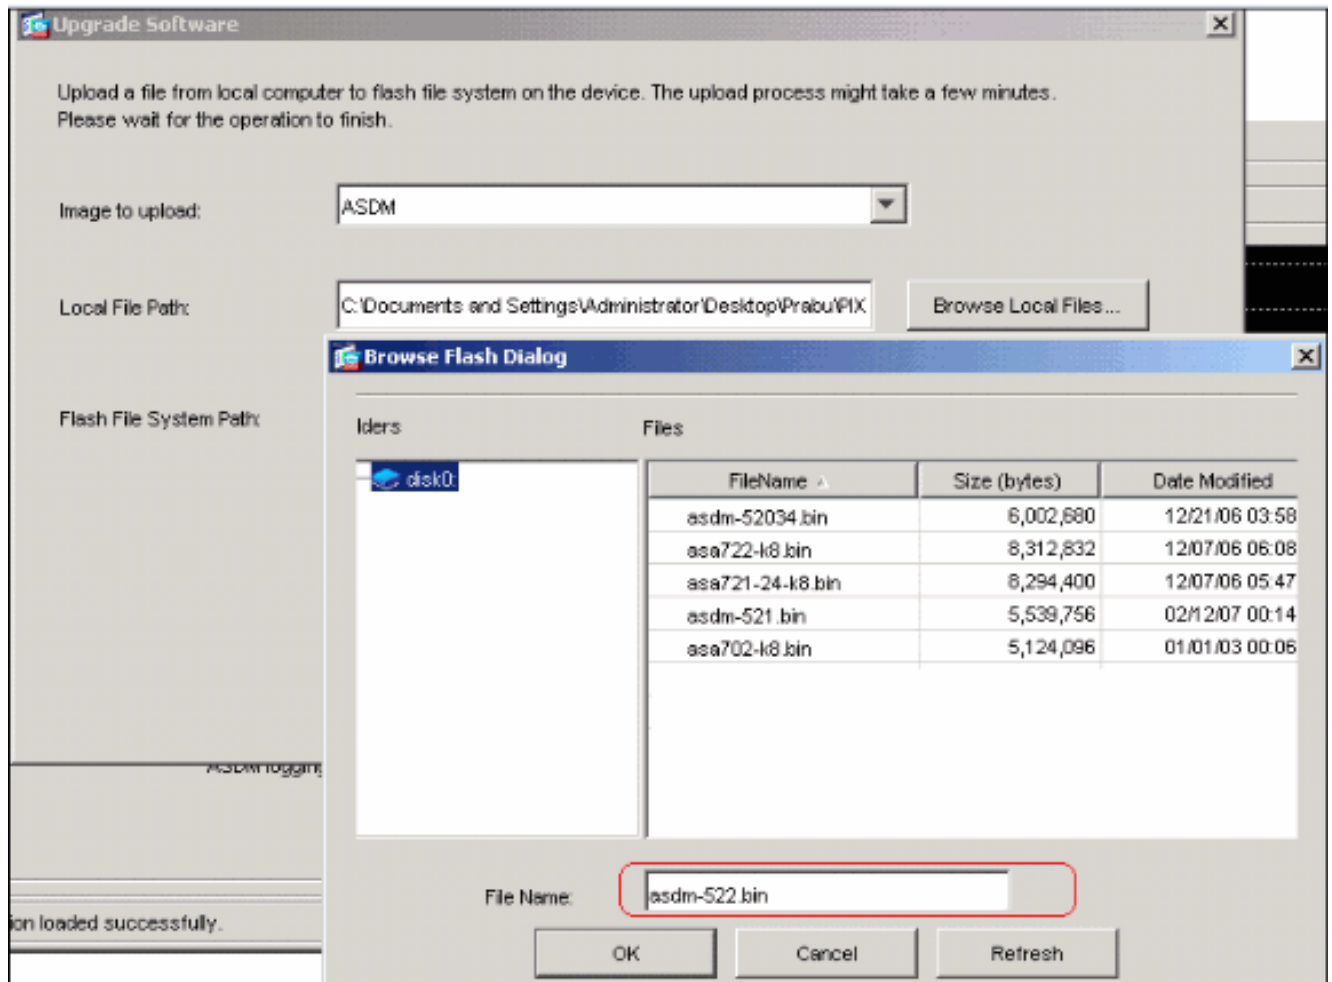 Upgrade Software
Upload a file from local computer to flash file system on the device. The upload process might take a few minutes.
Please wait for the operation to finish.
Image to upload: ASDM
Local File Path: C:\Documents and Settings\Administrator\Desktop\Prabu\PIX Browse Local Files...
Browse Flash Dialog
Flash File System Path:
lders Files
disk0:
FileName Size (bytes) Date Modified
asdm-52034.bin 6,002,680 12/21/06 03:58
asa722-k8.bin 8,312,832 12/07/06 06:08
asa721-24-k8.bin 8,294,400 12/07/06 05:47
asdm-521.bin 5,539,756 02/12/07 00:14
asa702-k8.bin 5,124,096 01/01/03 00:06
ASDM logging
File Name: asdm-522.bin
ion loaded successfully.
OK Cancel Refresh